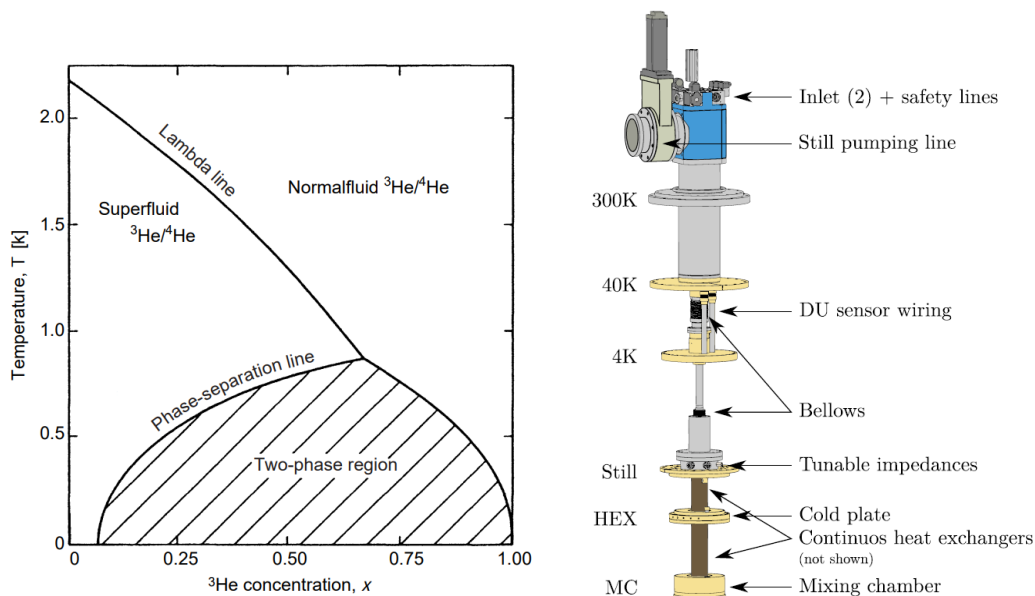 2.0
1.5
1.0
0.5
0
Temperature, T [k]
Lambda line
Normalfluid ³He/⁴He
Superfluid
³He/⁴He
Phase-separation line
Two-phase region
0
0.25
0.50
0.75
1.00
³He concentration, x
Inlet (2) + safety lines
Still pumping line
300K
40K
DU sensor wiring
4K
Bellows
Tunable impedances
Still
HEX
Cold plate
Continuos heat exchangers
(not shown)
MC
Mixing chamber